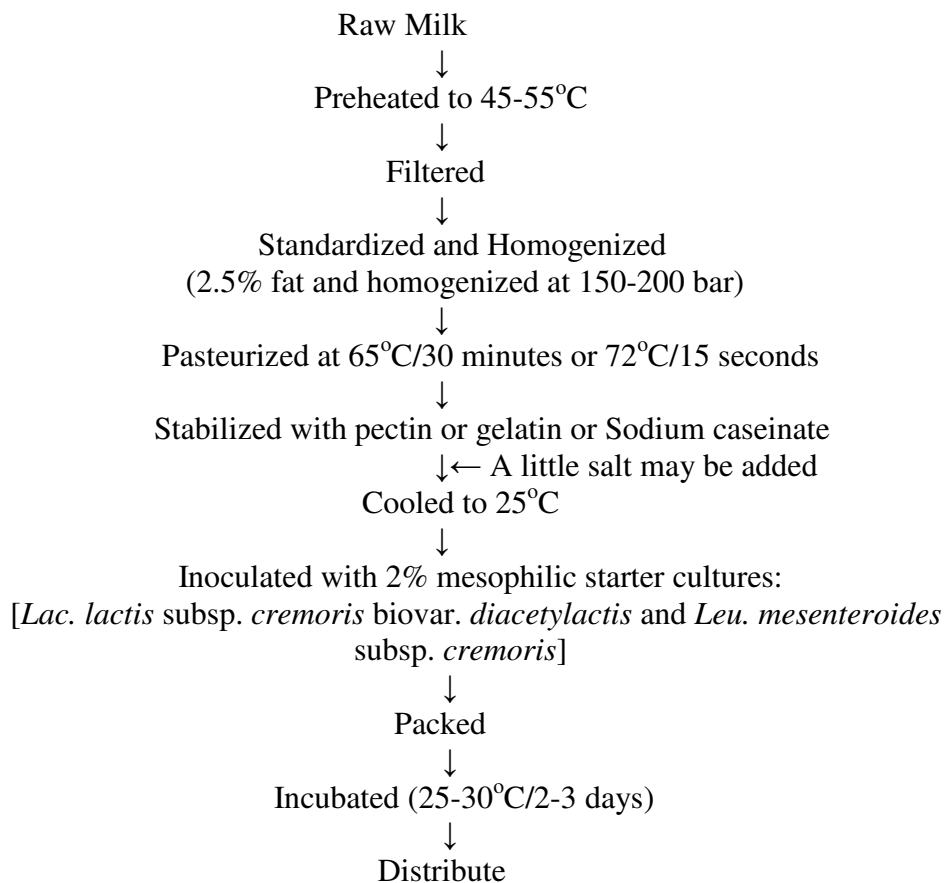 Raw Milk
↓
Preheated to 45-55°C
↓
Filtered
↓
Standardized and Homogenized
(2.5% fat and homogenized at 150-200 bar)
↓
Pasteurized at 65°C/30 minutes or 72°C/15 seconds
↓
Stabilized with pectin or gelatin or Sodium caseinate
↓← A little salt may be added
Cooled to 25°C
↓
Inoculated with 2% mesophilic starter cultures:
[Lac. lactis subsp. cremoris biovar. diacetylactis and Leu. mesenteroides
subsp. cremoris]
↓
Packed
↓
Incubated (25-30°C/2-3 days)
↓
Distribute